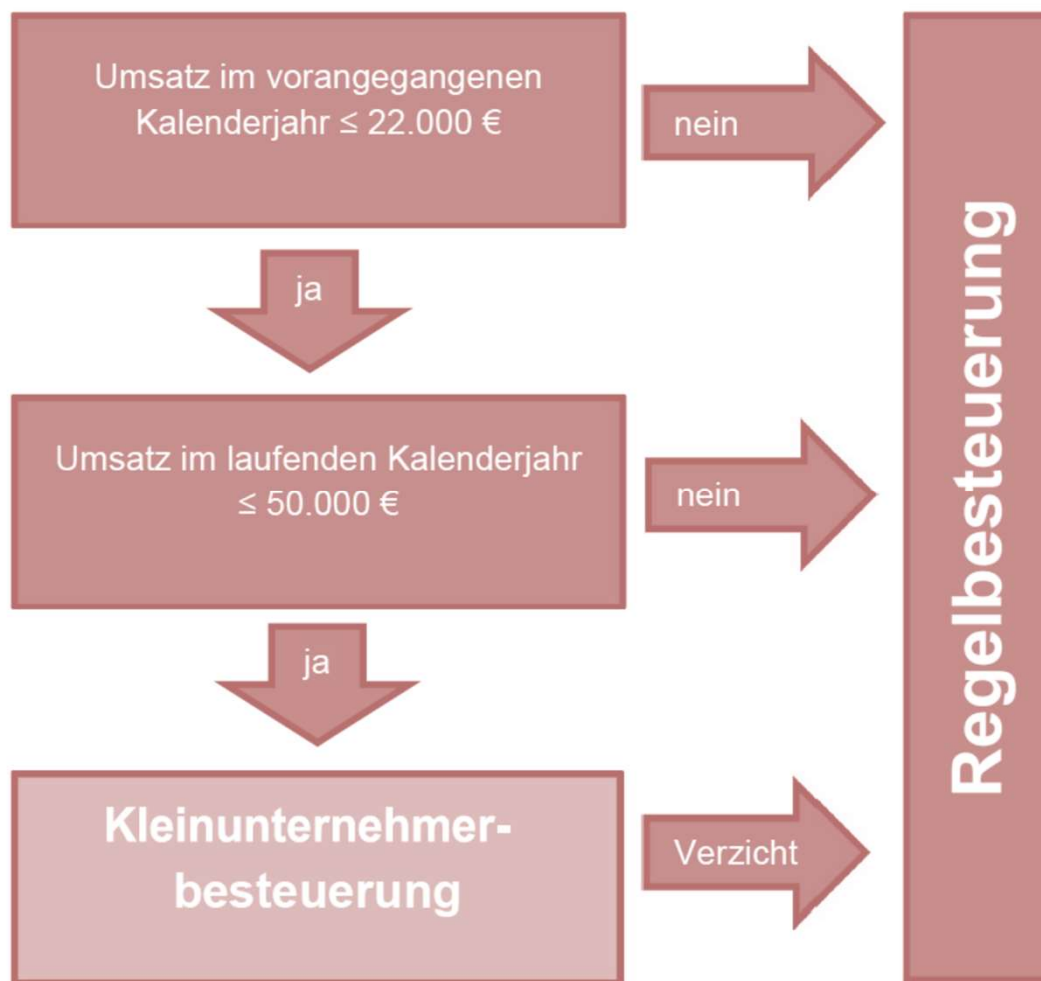 Umsatz im vorangegangenen
Kalenderjahr ≤ 22.000 €
nein
ja
Umsatz im laufenden Kalenderjahr
≤ 50.000 €
nein
ja
Kleinunternehmer-
besteuerung
Verzicht
Regelbesteuerung